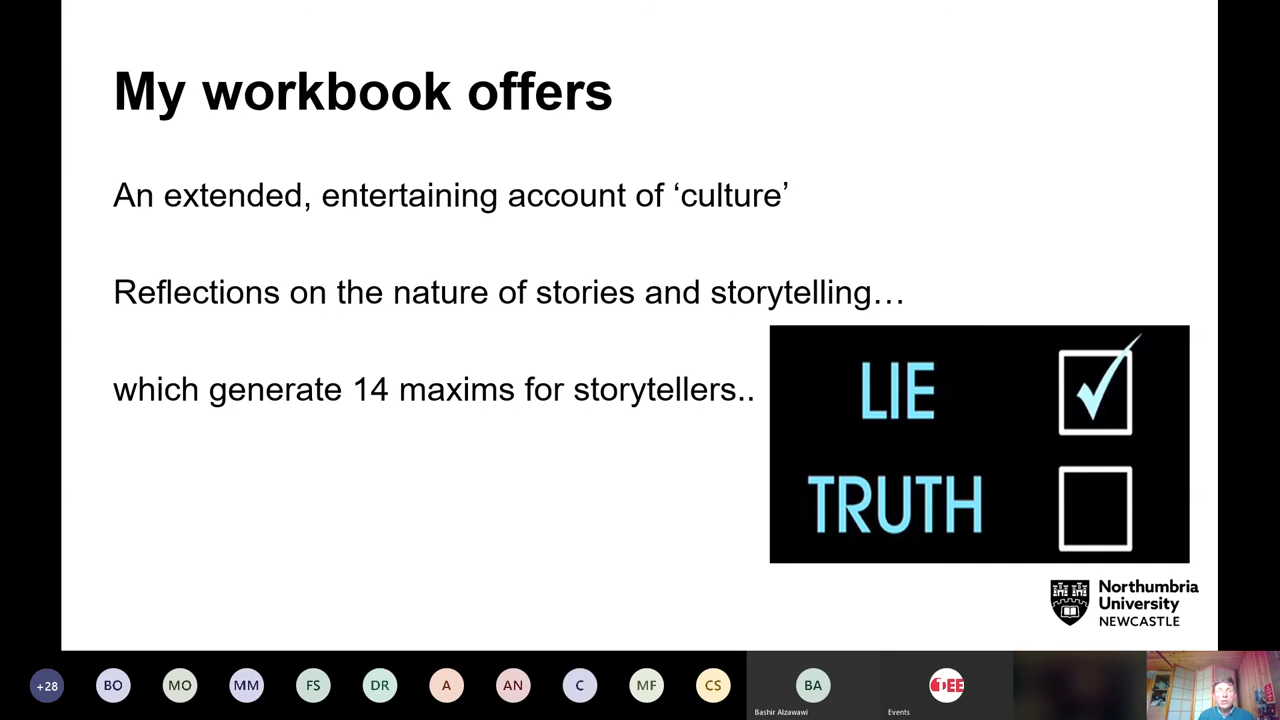 My workbook offers
An extended, entertaining account of ‘culture’
Reflections on the nature of stories and storytelling…
which generate 14 maxims for storytellers..
LIE
TRUTH
Northumbria
University
NEWCASTLE
+28
BO
MO
MM
FS
DR
A
AN
C
MF
CS
BA
Bashir Alzawawi
DEE
Events